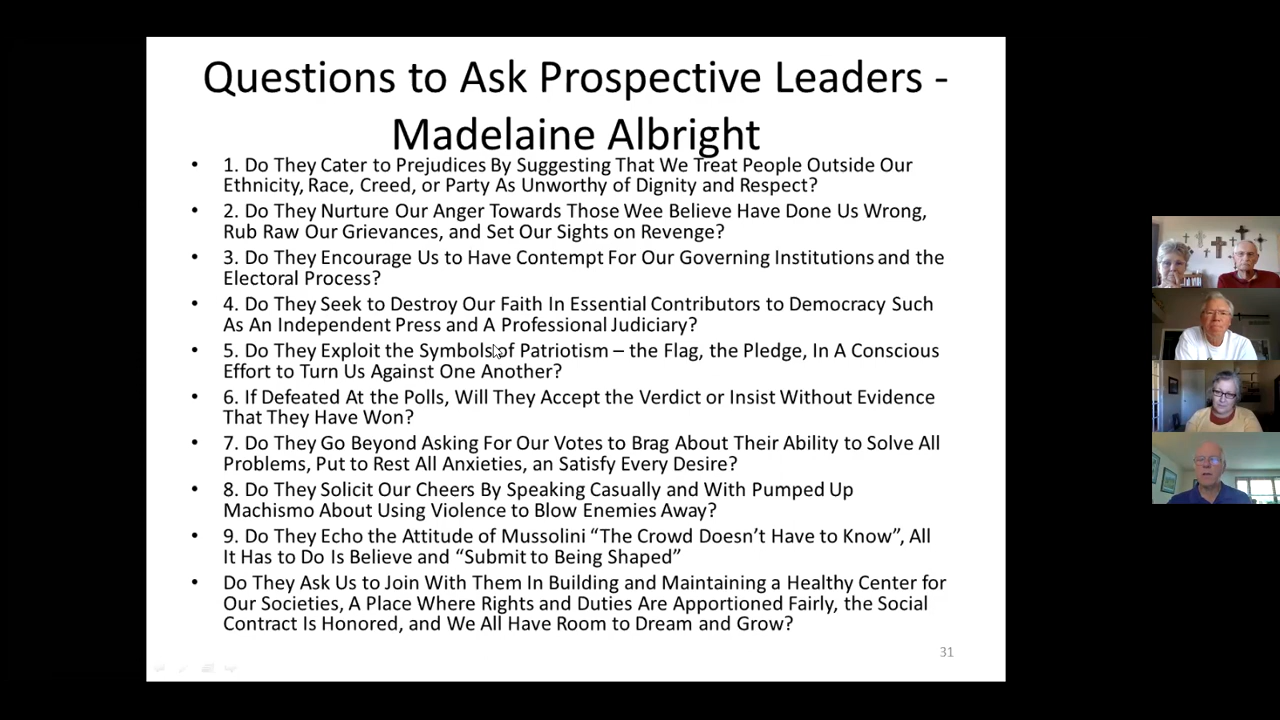 Questions to Ask Prospective Leaders -
Madelaine Albright
• 1. Do They Cater to Prejudices By Suggesting That We Treat People Outside Our
Ethnicity, Race, Creed, or Party As Unworthy of Dignity and Respect?
• 2. Do They Nurture Our Anger Towards Those Wee Believe Have Done Us Wrong,
Rub Raw Our Grievances, and Set Our Sights on Revenge?
• 3. Do They Encourage Us to Have Contempt For Our Governing Institutions and the
Electoral Process?
• 4. Do They Seek to Destroy Our Faith In Essential Contributors to Democracy Such
As An Independent Press and A Professional Judiciary?
• 5. Do They Exploit the Symbols of Patriotism – the Flag, the Pledge, In A Conscious
Effort to Turn Us Against One Another?
• 6. If Defeated At the Polls, Will They Accept the Verdict or Insist Without Evidence
That They Have Won?
• 7. Do They Go Beyond Asking For Our Votes to Brag About Their Ability to Solve All
Problems, Put to Rest All Anxieties, an Satisfy Every Desire?
• 8. Do They Solicit Our Cheers By Speaking Casually and With Pumped Up
Machismo About Using Violence to Blow Enemies Away?
• 9. Do They Echo the Attitude of Mussolini “The Crowd Doesn’t Have to Know”, All
It Has to Do Is Believe and “Submit to Being Shaped”
• Do They Ask Us to Join With Them In Building and Maintaining a Healthy Center for
Our Societies, A Place Where Rights and Duties Are Apportioned Fairly, the Social
Contract Is Honored, and We All Have Room to Dream and Grow?
31